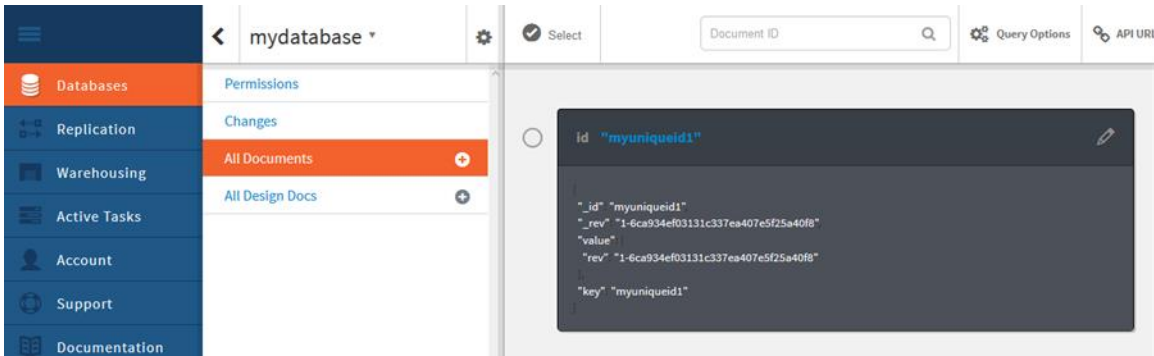 mydatabase
Select
Document ID
Query Options
API URL
Databases
Replication
Warehousing
Active Tasks
Account
Support
Documentation
Permissions
Changes
All Documents
All Design Docs
id "myuniqueid1"
{
"_id" "myuniqueid1"
"_rev" "1-6ca934ef03131c337ea407e5f25a40f8"
"value" {
"rev" "1-6ca934ef03131c337ea407e5f25a40f8"
},
"key" "myuniqueid1"
}